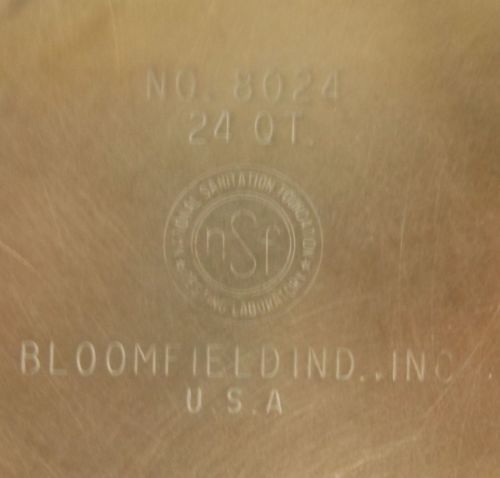 NO. 8024
24 QT.
NATIONAL SANITATION FOUNDATION
nSf
★ TESTING LABORATORY ★
BLOOMFIELD IND., INC.
U.S.A